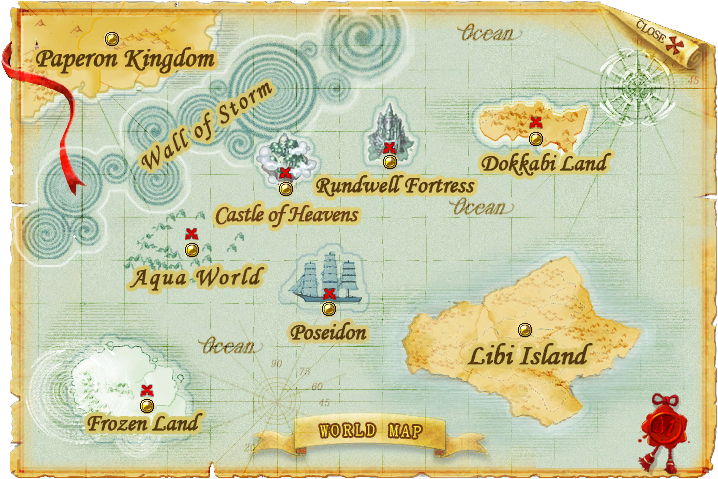 Ocean
CLOSE
Paperon Kingdom
45
Wall of Storm
Dokkabi Land
Rundwell Fortress
Castle of Heavens
Ocean
Aqua World
Poseidon
Ocean
Libi Island
90
75
60
45
Frozen Land
WORLD MAP